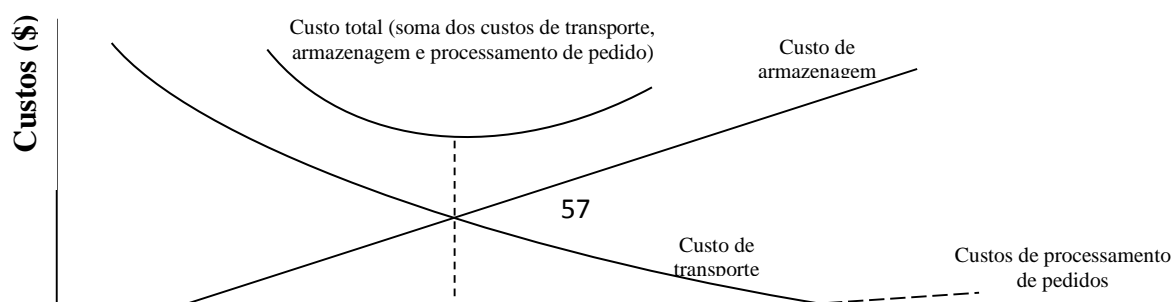 Custos ($)
Custo total (soma dos custos de transporte,
armazenagem e processamento de pedido)
Custo de
armazenagem
57
Custo de
transporte
Custos de processamento
de pedidos